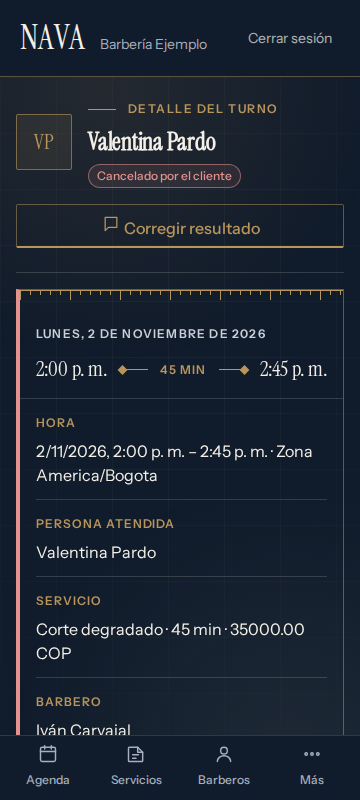 NAVA Barbería Ejemplo Cerrar sesión
DETALLE DEL TURNO
VP
Valentina Pardo
Cancelado por el cliente
Corregir resultado
LUNES, 2 DE NOVIEMBRE DE 2026
2:00 p. m. 45 MIN 2:45 p. m.
HORA
2/11/2026, 2:00 p. m. – 2:45 p. m. · Zona
America/Bogota
PERSONA ATENDIDA
Valentina Pardo
SERVICIO
Corte degradado · 45 min · 35000.00
COP
BARBERO
Iván Carvajal
Agenda Servicios Barberos Más